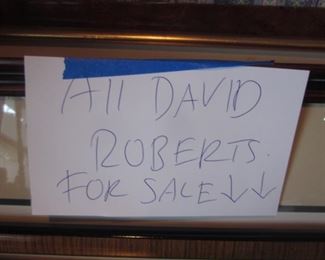 All DAVID
ROBERTS.
FOR SALE ↓ ↓